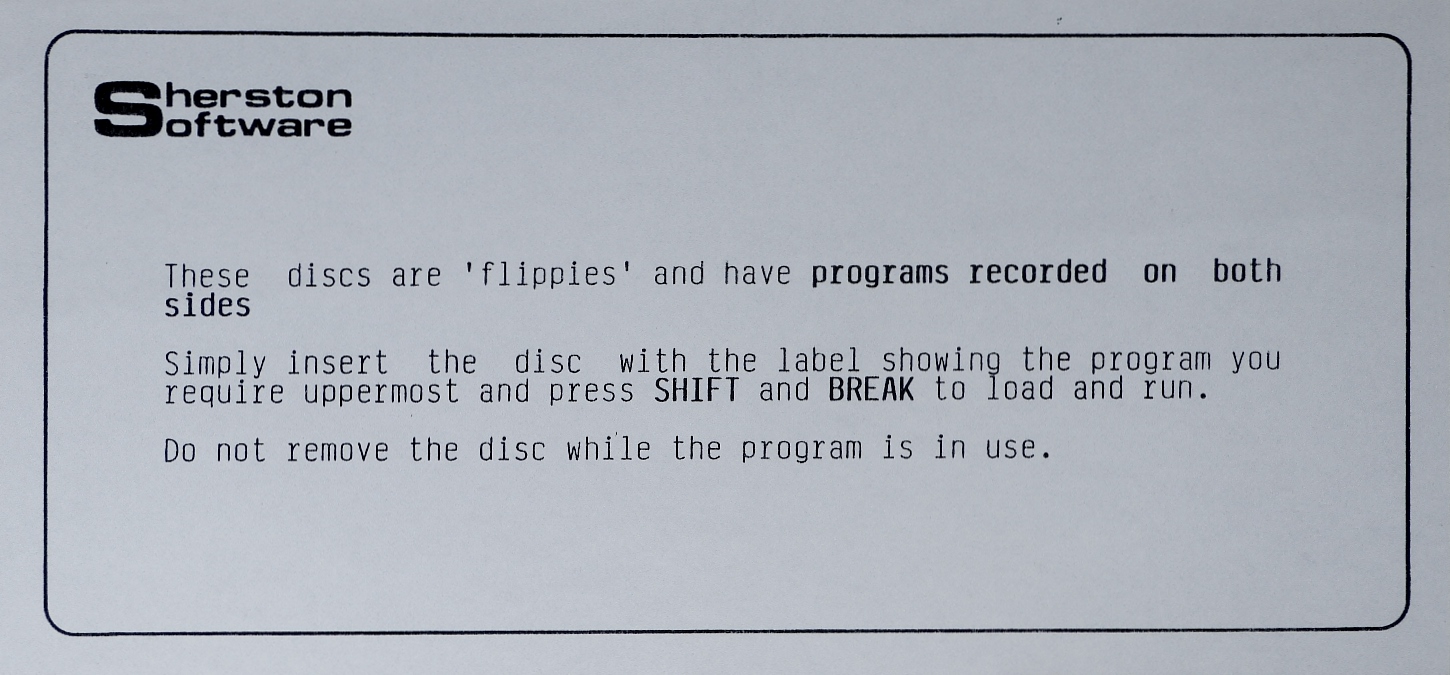 Sherston
Software
These discs are 'flippies' and have programs recorded on both
sides
Simply insert the disc with the label showing the program you
require uppermost and press SHIFT and BREAK to load and run.
Do not remove the disc while the program is in use.